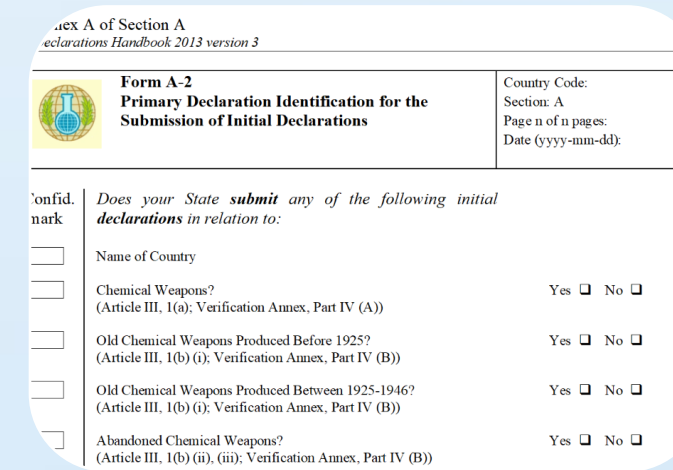 A of Section A
Declarations Handbook 2013 version 3
Form A-2
Primary Declaration Identification for the
Submission of Initial Declarations
Country Code:
Section: A
Page n of n pages:
Date (yyyy-mm-dd):
Confid.
mark
Does your State submit any of the following initial
declarations in relation to:
Name of Country
Chemical Weapons? Yes ❑ No ❑
(Article III, 1(a); Verification Annex, Part IV (A))
Old Chemical Weapons Produced Before 1925? Yes ❑ No ❑
(Article III, 1(b) (i); Verification Annex, Part IV (B))
Old Chemical Weapons Produced Between 1925-1946? Yes ❑ No ❑
(Article III, 1(b) (i); Verification Annex, Part IV (B))
Abandoned Chemical Weapons? Yes ❑ No ❑
(Article III, 1(b) (ii), (iii); Verification Annex, Part IV (B))